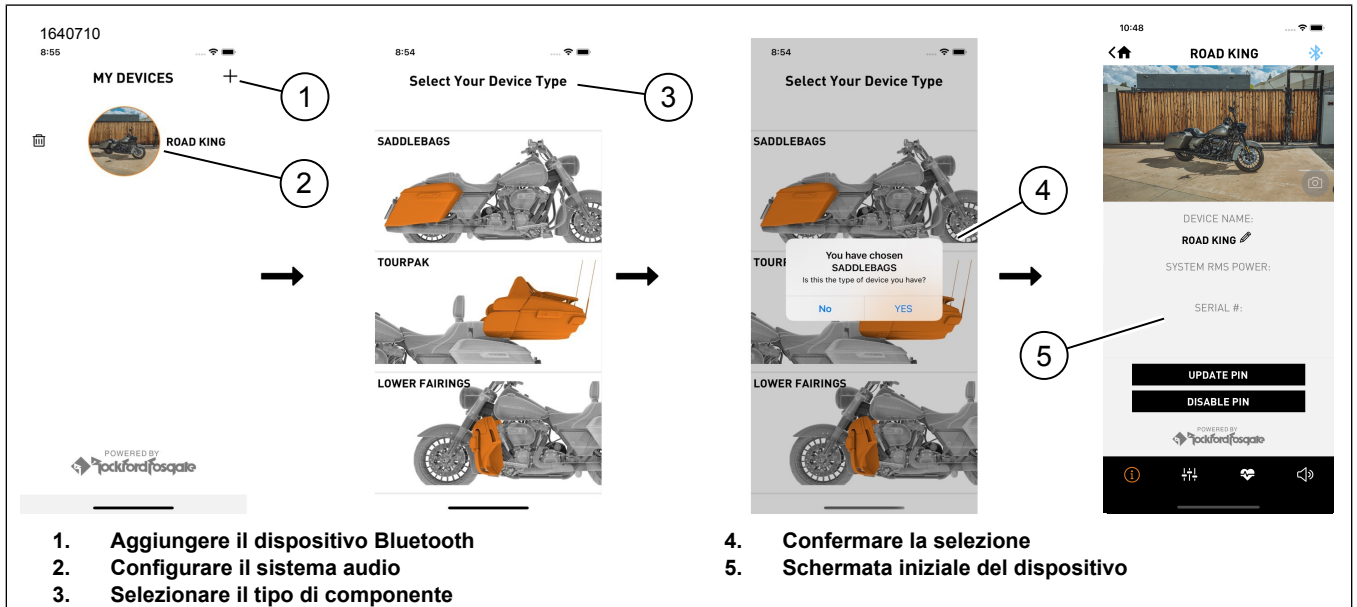 1640710
8:55
MY DEVICES
1
ROAD KING
2
POWERED BY
Rockford Fosgate
8:54
Select Your Device Type
3
SADDLEBAGS
TOURPAK
LOWER FAIRINGS
8:54
Select Your Device Type
SADDLEBAGS
4
You have chosen
SADDLEBAGS
Is this the type of device you have?
No YES
LOWER FAIRINGS
10:48
ROAD KING
DEVICE NAME:
ROAD KING
SYSTEM RMS POWER:
SERIAL #:
5
UPDATE PIN
DISABLE PIN
POWERED BY
Rockford Fosgate
1. Aggiungere il dispositivo Bluetooth
2. Configurare il sistema audio
3. Selezionare il tipo di componente
4. Confermare la selezione
5. Schermata iniziale del dispositivo